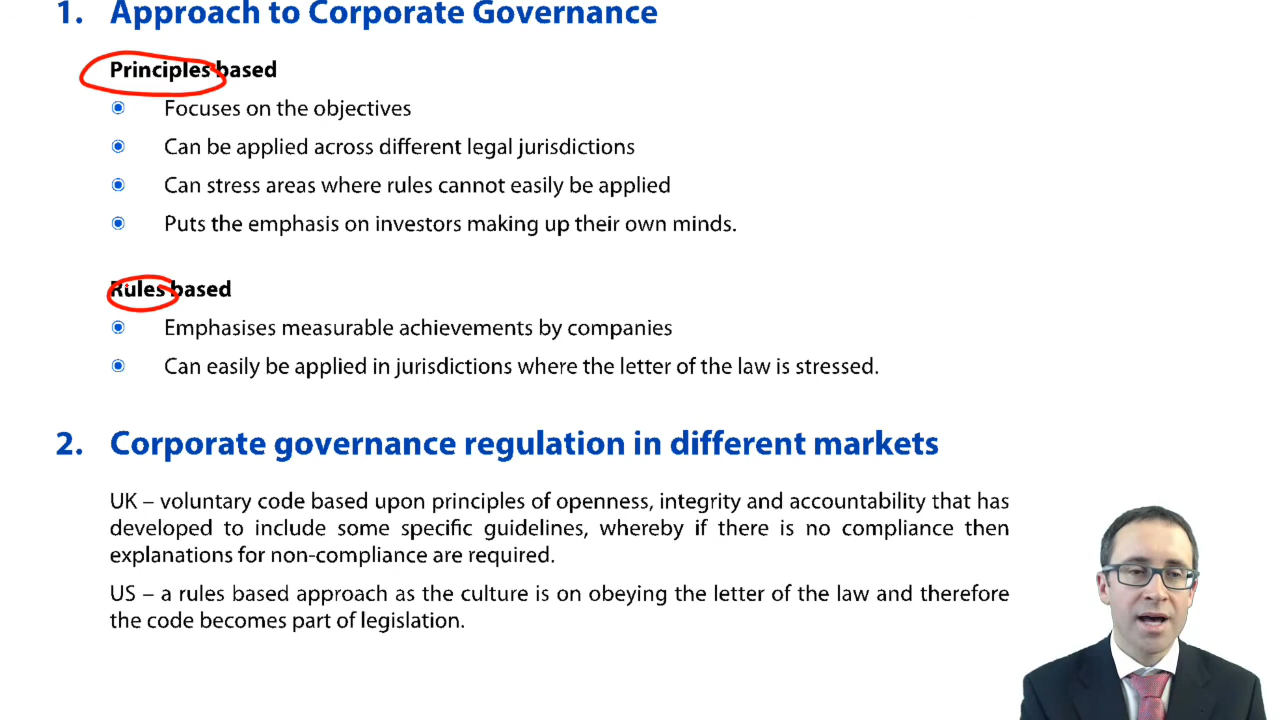 1. Approach to Corporate Governance
Principles based
Focuses on the objectives
Can be applied across different legal jurisdictions
Can stress areas where rules cannot easily be applied
Puts the emphasis on investors making up their own minds.
Rules based
Emphasises measurable achievements by companies
Can easily be applied in jurisdictions where the letter of the law is stressed.
2. Corporate governance regulation in different markets
UK – voluntary code based upon principles of openness, integrity and accountability that has
developed to include some specific guidelines, whereby if there is no compliance then
explanations for non-compliance are required.
US – a rules based approach as the culture is on obeying the letter of the law and therefore
the code becomes part of legislation.